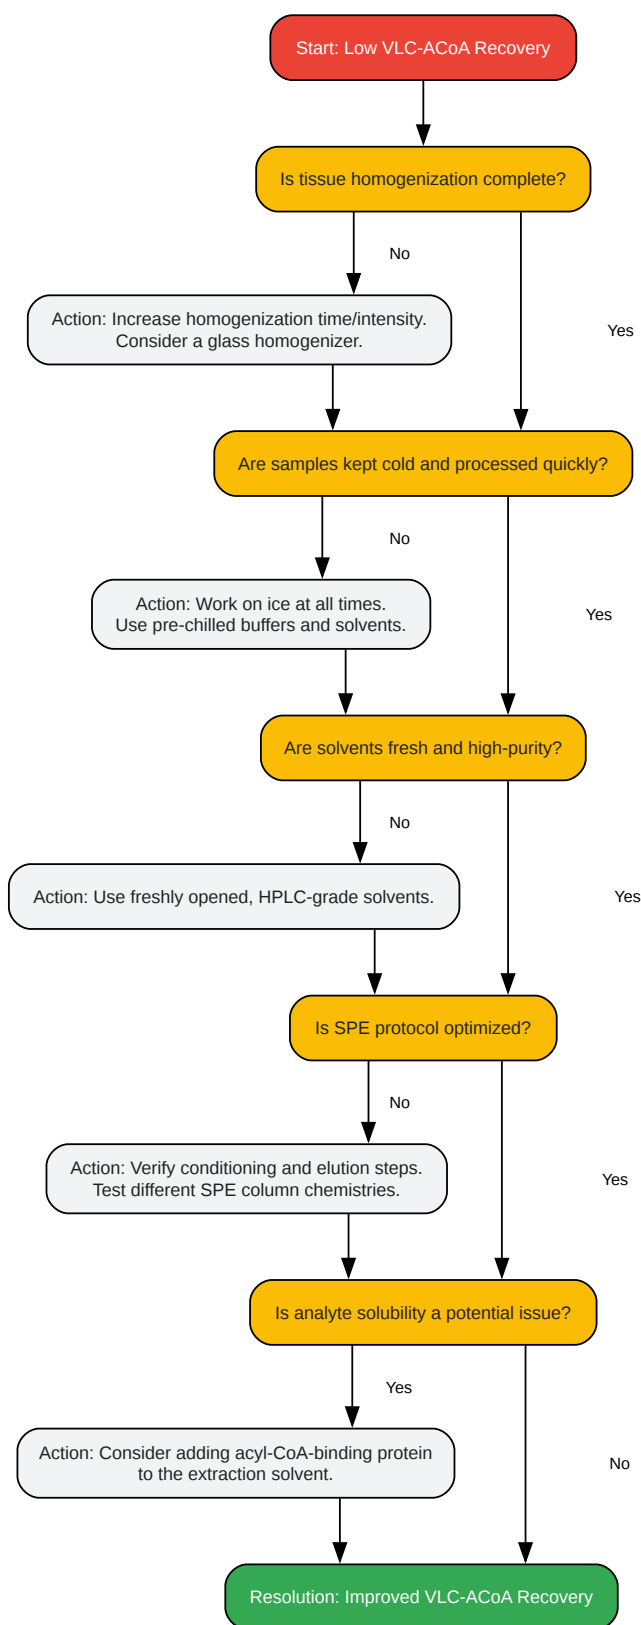 Start: Low VLC-ACoA Recovery
Is tissue homogenization complete?
No
Action: Increase homogenization time/intensity.
Consider a glass homogenizer.
Yes
Are samples kept cold and processed quickly?
No
Action: Work on ice at all times.
Use pre-chilled buffers and solvents.
Yes
Are solvents fresh and high-purity?
No
Action: Use freshly opened, HPLC-grade solvents.
Yes
Is SPE protocol optimized?
No
Action: Verify conditioning and elution steps.
Test different SPE column chemistries.
Yes
Is analyte solubility a potential issue?
Yes
Action: Consider adding acyl-CoA-binding protein
to the extraction solvent.
No
Resolution: Improved VLC-ACoA Recovery